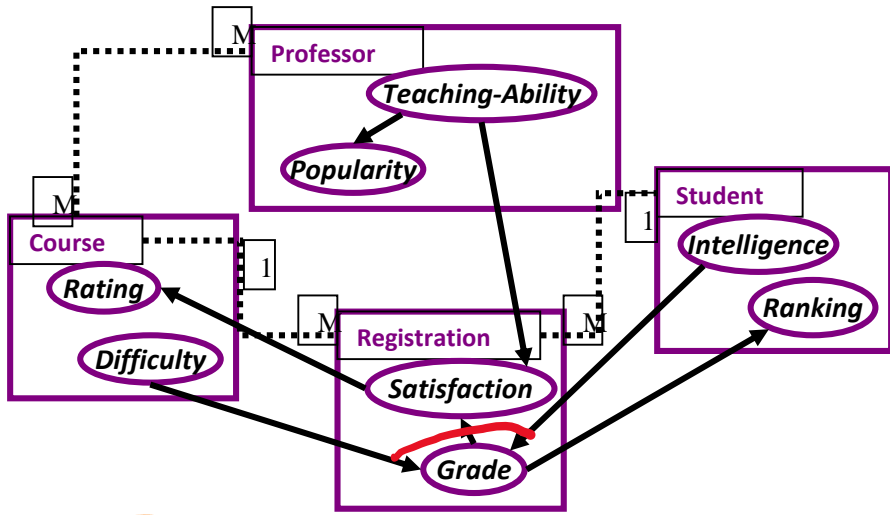 M
Professor
Teaching-Ability
Popularity
M
Student
1
Course
Intelligence
1
Rating
Ranking
M
Registration
M
Difficulty
Satisfaction
Grade